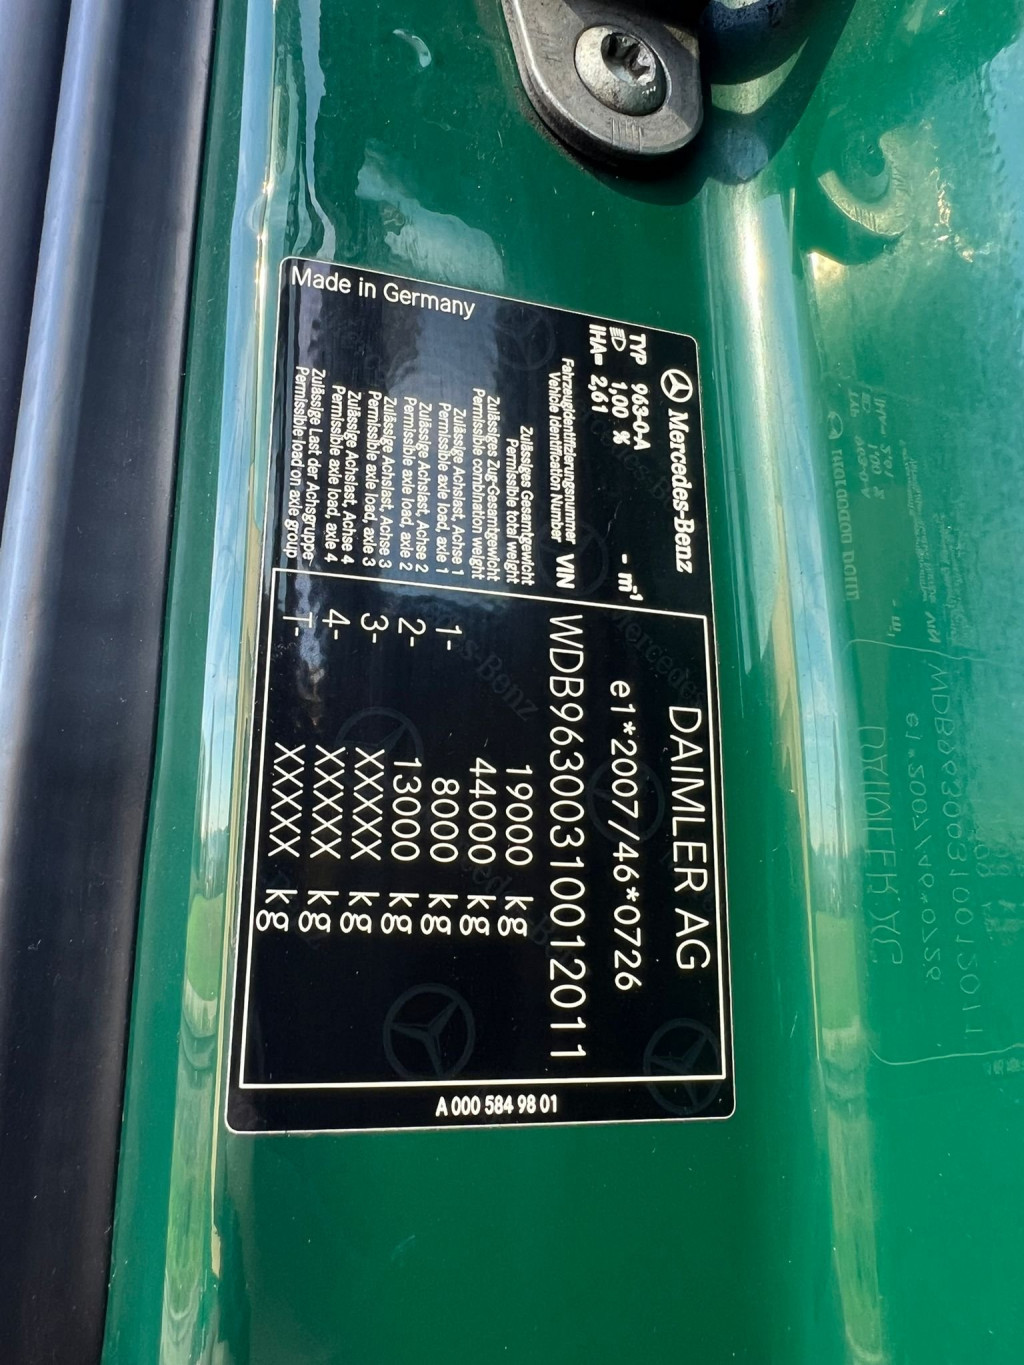 Mercedes-Benz
DAIMLER AG
TYP 963-0-A
1,00 % - m⁻¹ e1*2007/46*0726
IHA= 2,61
Fahrzeugidentifizierungsnummer
Vehicle Identification Number VIN WDB96300310012011
Zulässiges Gesamtgewicht
Permissible total weight 19000 kg
Zulässiges Zug-Gesamtgewicht
Permissible combination weight 44000 kg
Zulässige Achslast, Achse 1
Permissible axle load, axle 1 1- 8000 kg
Zulässige Achslast, Achse 2
Permissible axle load, axle 2 2- 13000 kg
Zulässige Achslast, Achse 3
Permissible axle load, axle 3 3- XXXXX kg
Zulässige Achslast, Achse 4
Permissible axle load, axle 4 4- XXXXX kg
Zulässige Last der Achsgruppe
Permissible load on axle group T- XXXXX kg
Made in Germany
A 000 584 98 01